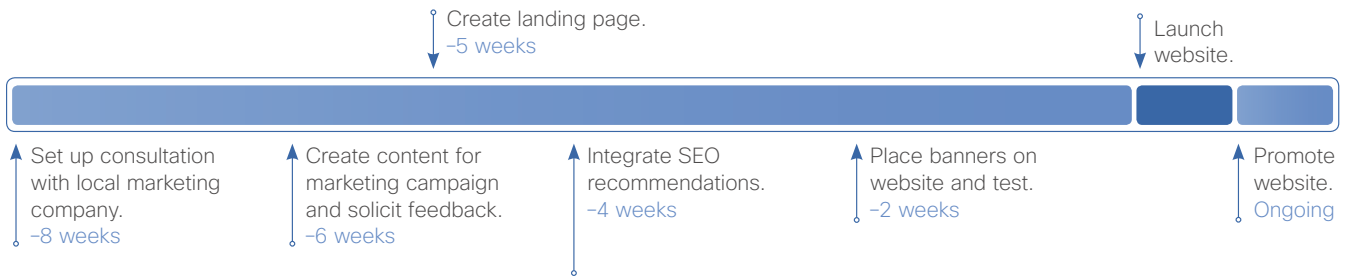 Create landing page.
–5 weeks
Launch
website.
Set up consultation
with local marketing
company.
–8 weeks
Create content for
marketing campaign
and solicit feedback.
–6 weeks
Integrate SEO
recommendations.
–4 weeks
Place banners on
website and test.
–2 weeks
Promote
website.
Ongoing